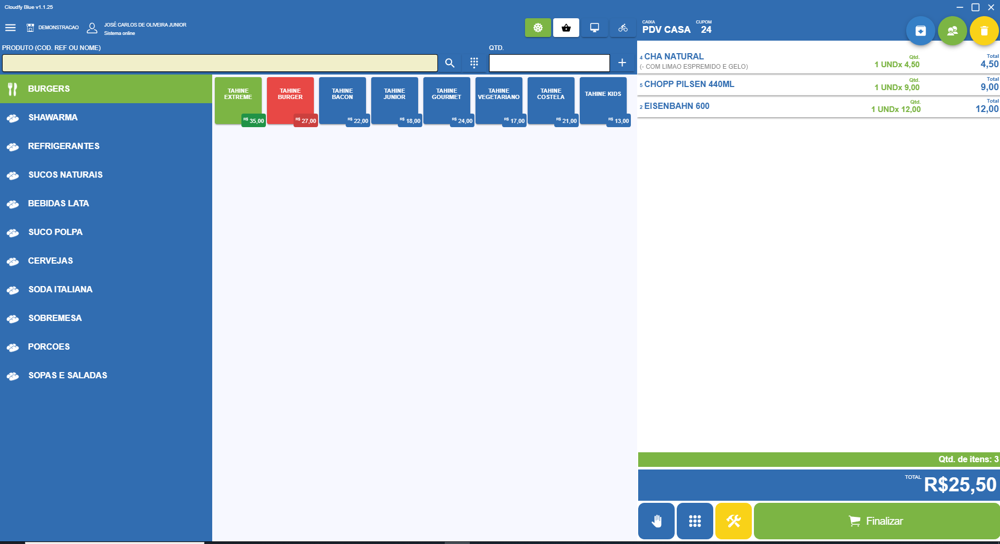 Cloudfy Blue v1.1.25
DEMONSTRACAO
JOSÉ CARLOS DE OLIVEIRA JUNIOR
Sistema online
CAIXA
PDV CASA
CUPOM
24
PRODUTO (COD. REF OU NOME)
QTD.
BURGERS
SHAWARMA
REFRIGERANTES
SUCOS NATURAIS
BEBIDAS LATA
SUCO POLPA
CERVEJAS
SODA ITALIANA
SOBREMESA
PORCOES
SOPAS E SALADAS
TAHINE
EXTREME
R$ 35,00
TAHINE
BURGER
R$ 27,00
TAHINE
BACON
R$ 22,00
TAHINE
JUNIOR
R$ 18,00
TAHINE
GOURMET
R$ 24,00
TAHINE
VEGETARIANO
R$ 17,00
TAHINE
COSTELA
R$ 21,00
TAHINE KIDS
R$ 13,00
4 CHA NATURAL
(- COM LIMAO ESPREMIDO E GELO)
Qtd.
1 UNDx 4,50
Total
4,50
5 CHOPP PILSEN 440ML
Qtd.
1 UNDx 9,00
Total
9,00
2 EISENBAHN 600
Qtd.
1 UNDx 12,00
Total
12,00
Qtd. de itens: 3
TOTAL R$25,50
Finalizar